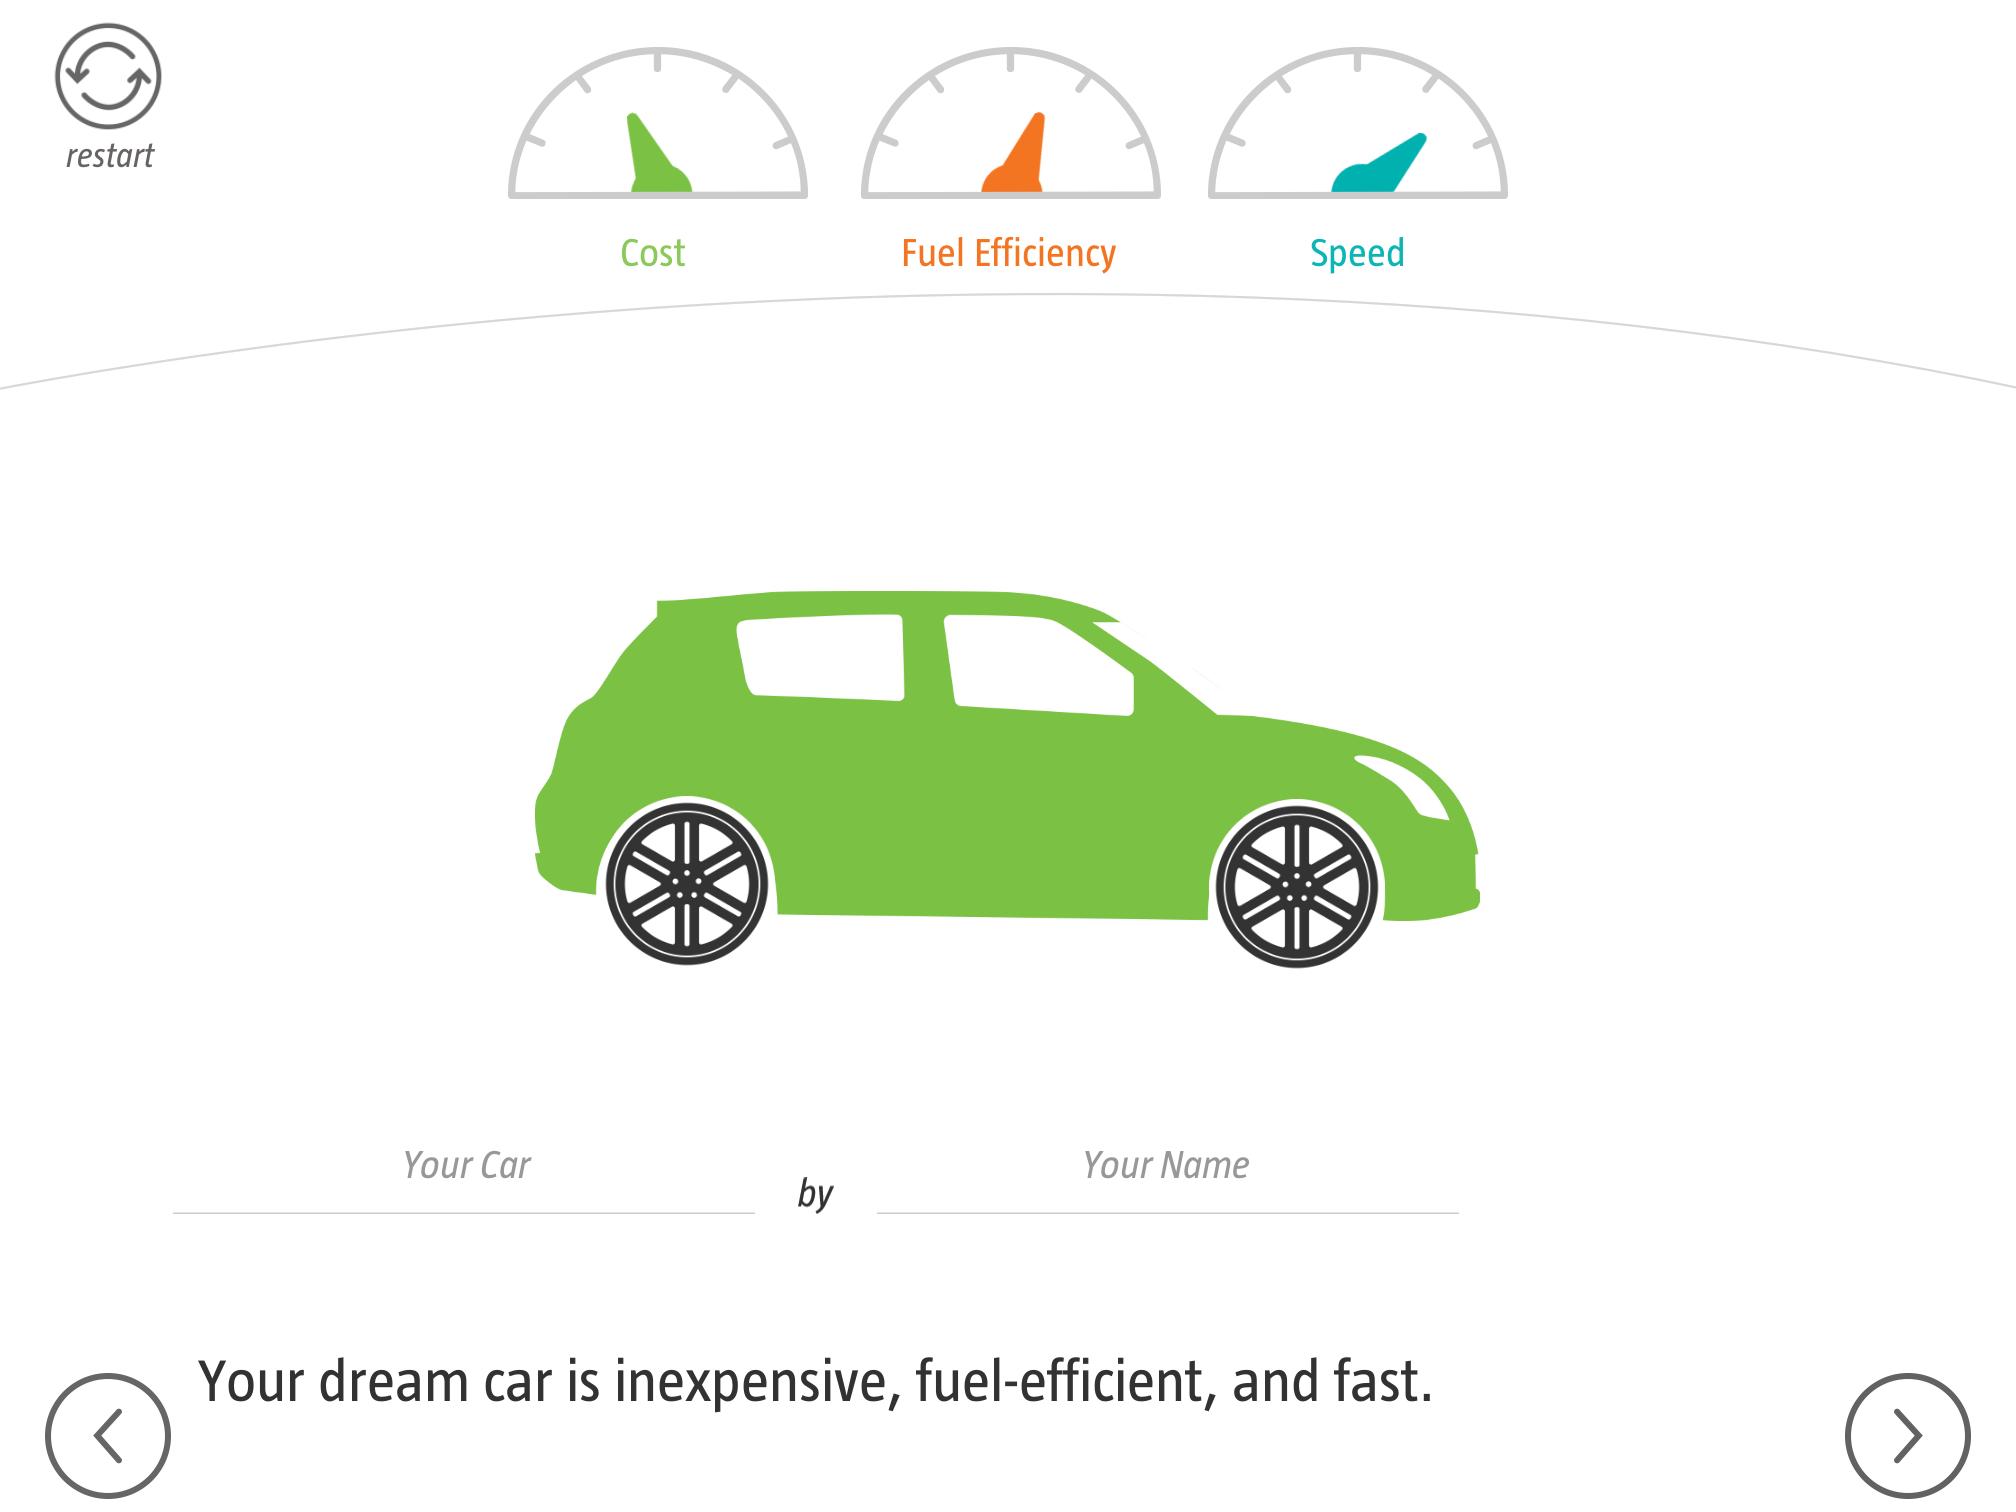 restart
Cost
Fuel Efficiency
Speed
Your Car
by
Your Name
Your dream car is inexpensive, fuel-efficient, and fast.